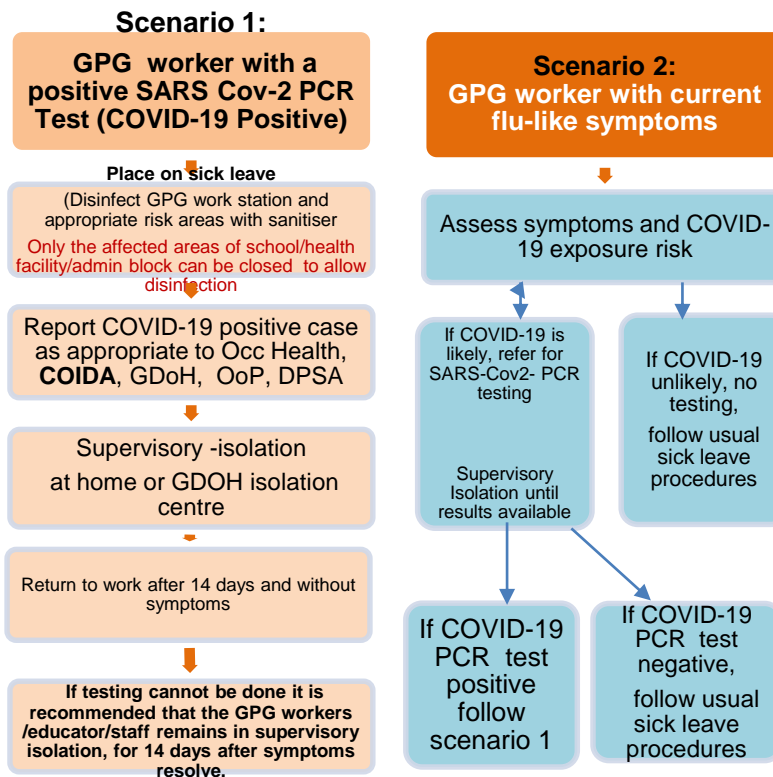 Scenario 1:
GPG worker with a
positive SARS Cov-2 PCR
Test (COVID-19 Positive)
Place on sick leave
(Disinfect GPG work station and
appropriate risk areas with sanitiser
Only the affected areas of school/health
facility/admin block can be closed to allow
disinfection
Report COVID-19 positive case
as appropriate to Occ Health,
COIDA, GDoH, OoP, DPSA
Supervisory -isolation
at home or GDOH isolation
centre
Return to work after 14 days and without
symptoms
If testing cannot be done it is
recommended that the GPG workers
/educator/staff remains in supervisory
isolation, for 14 days after symptoms
resolve.
Scenario 2:
GPG worker with current
flu-like symptoms
Assess symptoms and COVID-
19 exposure risk
If COVID-19 is
likely, refer for
SARS-Cov2- PCR
testing
Supervisory
Isolation until
results available
If COVID-19
unlikely, no
testing,
follow usual
sick leave
procedures
If COVID-19
PCR test
positive
follow
scenario 1
If COVID-19
PCR test
negative,
follow usual
sick leave
procedures